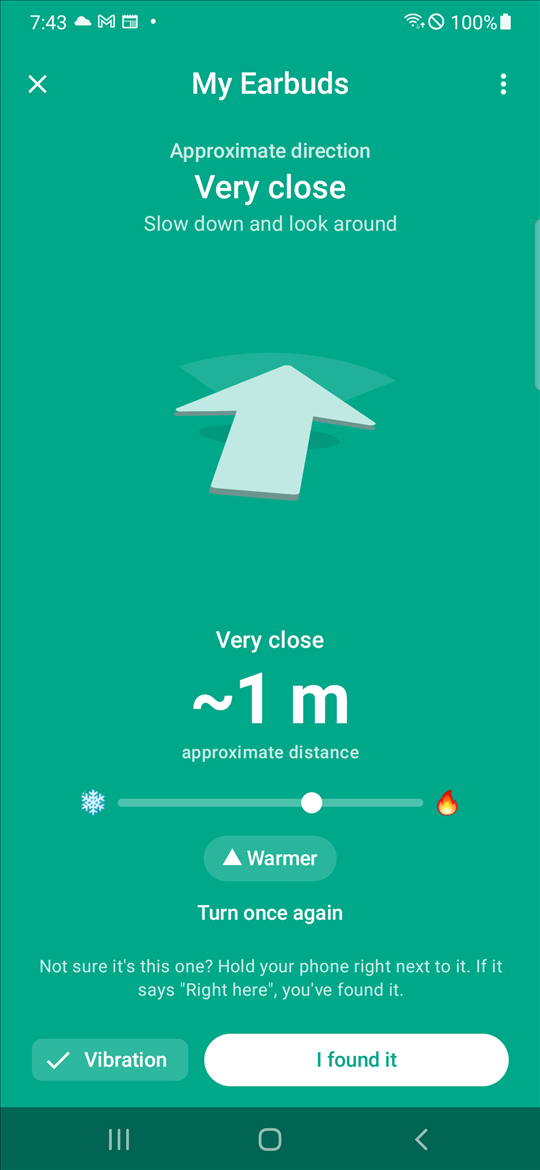 7:43
100%
My Earbuds
Approximate direction
Very close
Slow down and look around
Very close
~1 m
approximate distance
Warmer
Turn once again
Not sure it's this one? Hold your phone right next to it. If it
says "Right here", you've found it.
Vibration
I found it